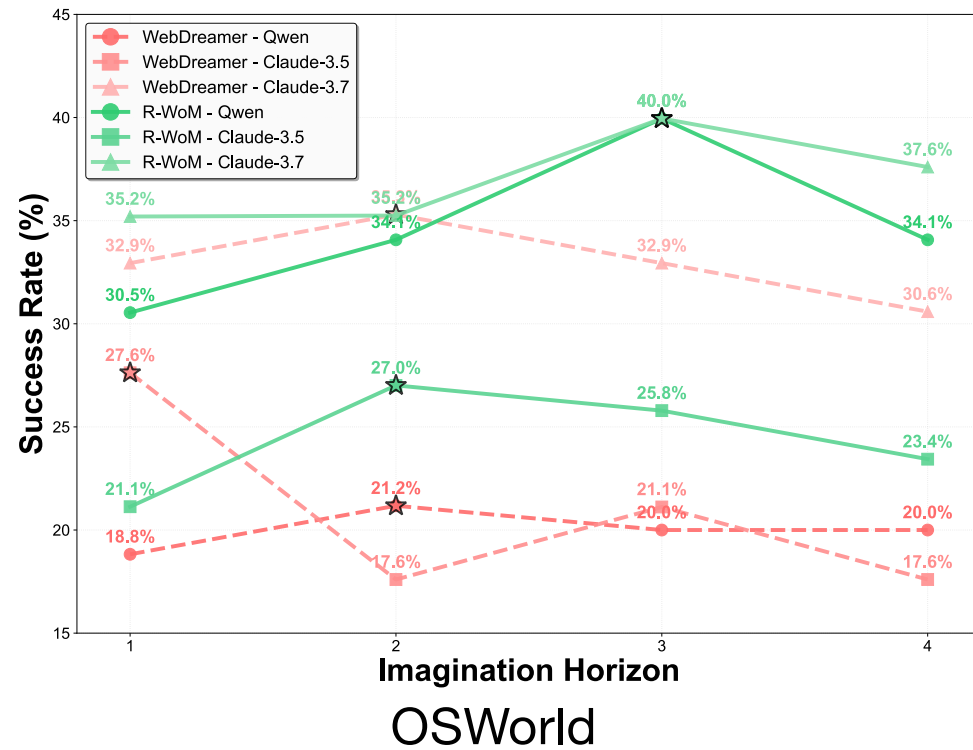 45
40
35
30
25
20
15
Success Rate (%)
WebDreamer - Qwen
WebDreamer - Claude-3.5
WebDreamer - Claude-3.7
R-WoM - Qwen
R-WoM - Claude-3.5
R-WoM - Claude-3.7
40.0%
37.6%
35.2%
35.2%
34.1%
34.1%
32.9%
32.9%
30.5%
30.6%
27.6%
27.0%
25.8%
23.4%
21.1%
21.2%
21.1%
20.0%
20.0%
18.8%
17.6%
17.6%
1 2 3 4
Imagination Horizon
OSWorld